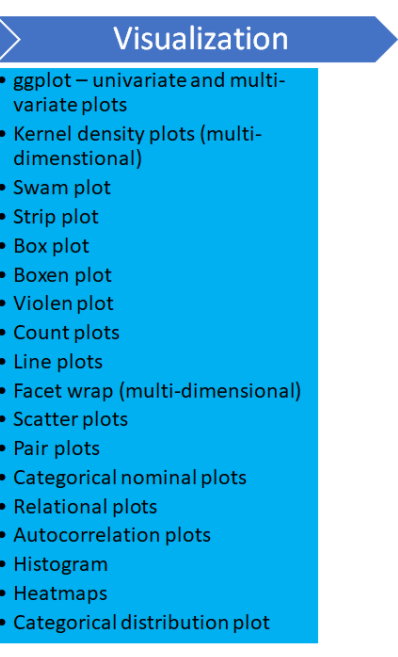 Visualization
• ggplot – univariate and multi-
variate plots
• Kernel density plots (multi-
dimenstional)
• Swam plot
• Strip plot
• Box plot
• Boxen plot
• Violen plot
• Count plots
• Line plots
• Facet wrap (multi-dimensional)
• Scatter plots
• Pair plots
• Categorical nominal plots
• Relational plots
• Autocorrelation plots
• Histogram
• Heatmaps
• Categorical distribution plot